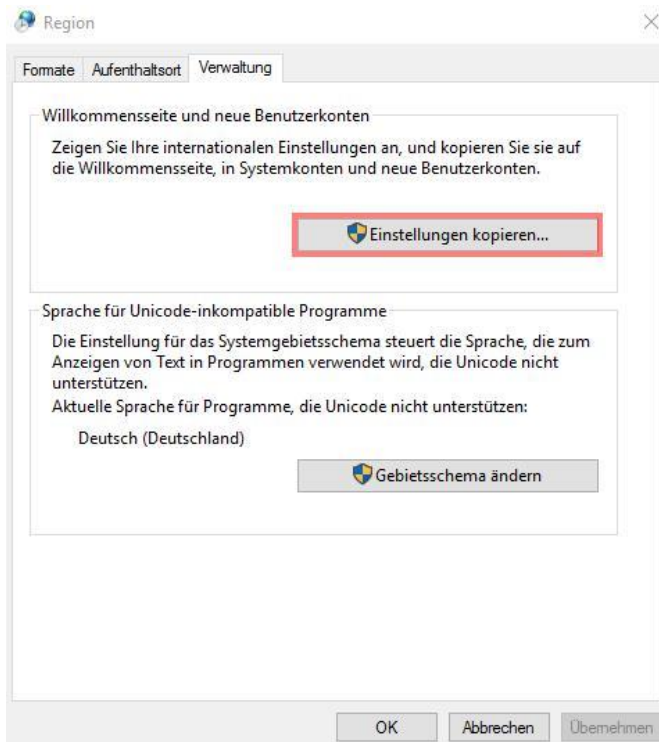 Region
Formate Aufenthaltsort Verwaltung
Willkommensseite und neue Benutzerkonten
Zeigen Sie Ihre internationalen Einstellungen an, und kopieren Sie sie auf
die Willkommensseite, in Systemkonten und neue Benutzerkonten.
Einstellungen kopieren...
Sprache für Unicode-inkompatible Programme
Die Einstellung für das Systemgebietsschema steuert die Sprache, die zum
Anzeigen von Text in Programmen verwendet wird, die Unicode nicht
unterstützen.
Aktuelle Sprache für Programme, die Unicode nicht unterstützen:
Deutsch (Deutschland)
Gebietsschema ändern
OK Abbrechen Übernehmen